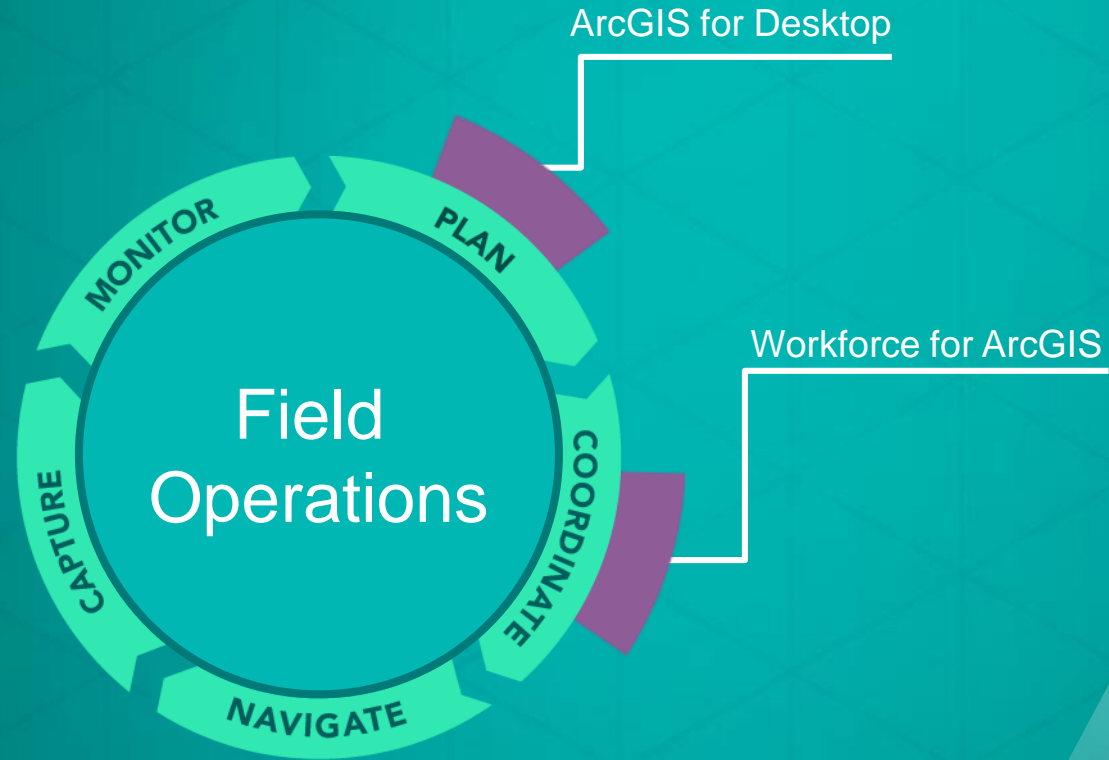 ArcGIS for Desktop
MONITOR
PLAN
Workforce for ArcGIS
Field
Operations
COORDINATE
CAPTURE
NAVIGATE